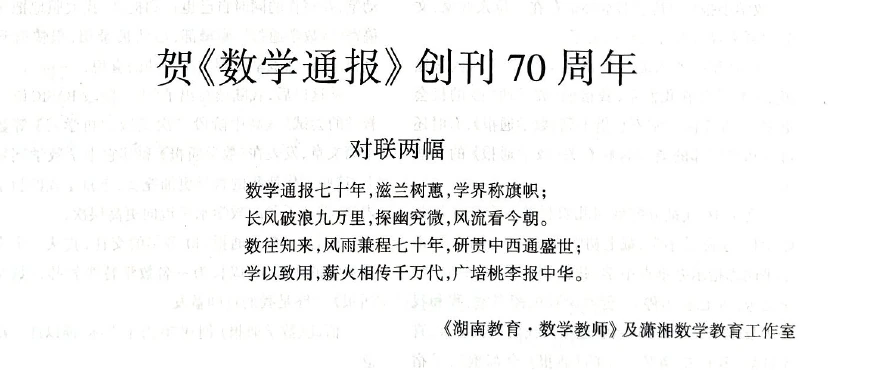 贺《数学通报》创刊 70 周年
对联两幅
数学通报七十年,滋兰树蕙,学界称旗帜;
长风破浪九万里,探幽究微,风流看今朝。
数往知来,风雨兼程七十年,研贯中西通盛世;
学以致用,薪火相传千万代,广培桃李报中华。
《湖南教育·数学教师》及潇湘数学教育工作室